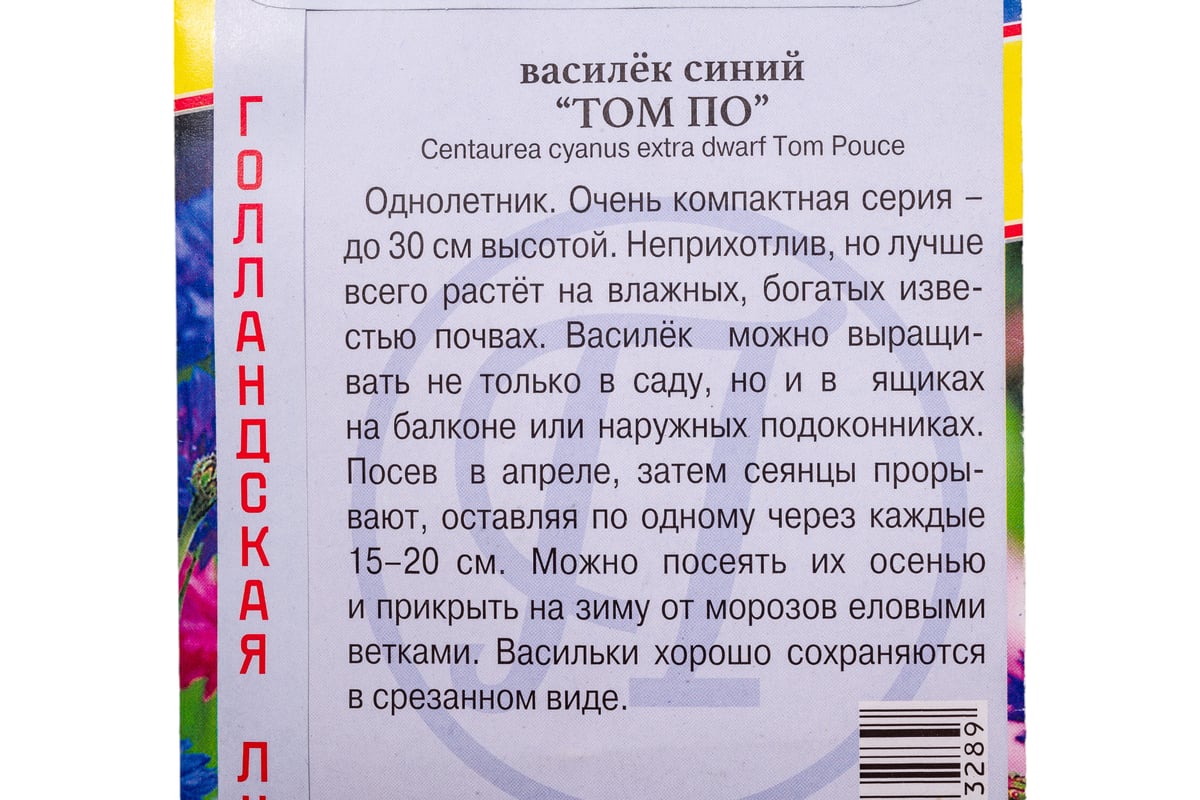 ГОЛЛАНДСКАЯ
василёк синий
“ТОМ ПО”
Centaurea cyanus extra dwarf Tom Pouce
Однолетник. Очень компактная серия –
до 30 см высотой. Неприхотлив, но лучше
всего растёт на влажных, богатых изве-
стью почвах. Василёк можно выращи-
вать не только в саду, но и в ящиках
на балконе или наружных подоконниках.
Посев в апреле, затем сеянцы проры-
вают, оставляя по одному через каждые
15–20 см. Можно посеять их осенью
и прикрыть на зиму от морозов еловыми
ветками. Васильки хорошо сохраняются
в срезанном виде.
3289